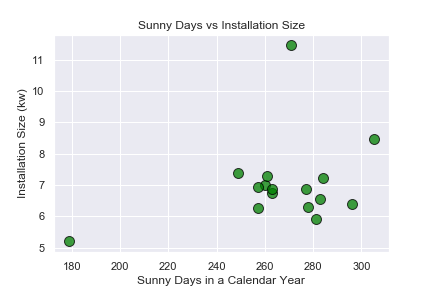 Sunny Days vs Installation Size
11
10
9
8
7
6
5
Installation Size (kw)
180 200 220 240 260 280 300
Sunny Days in a Calendar Year